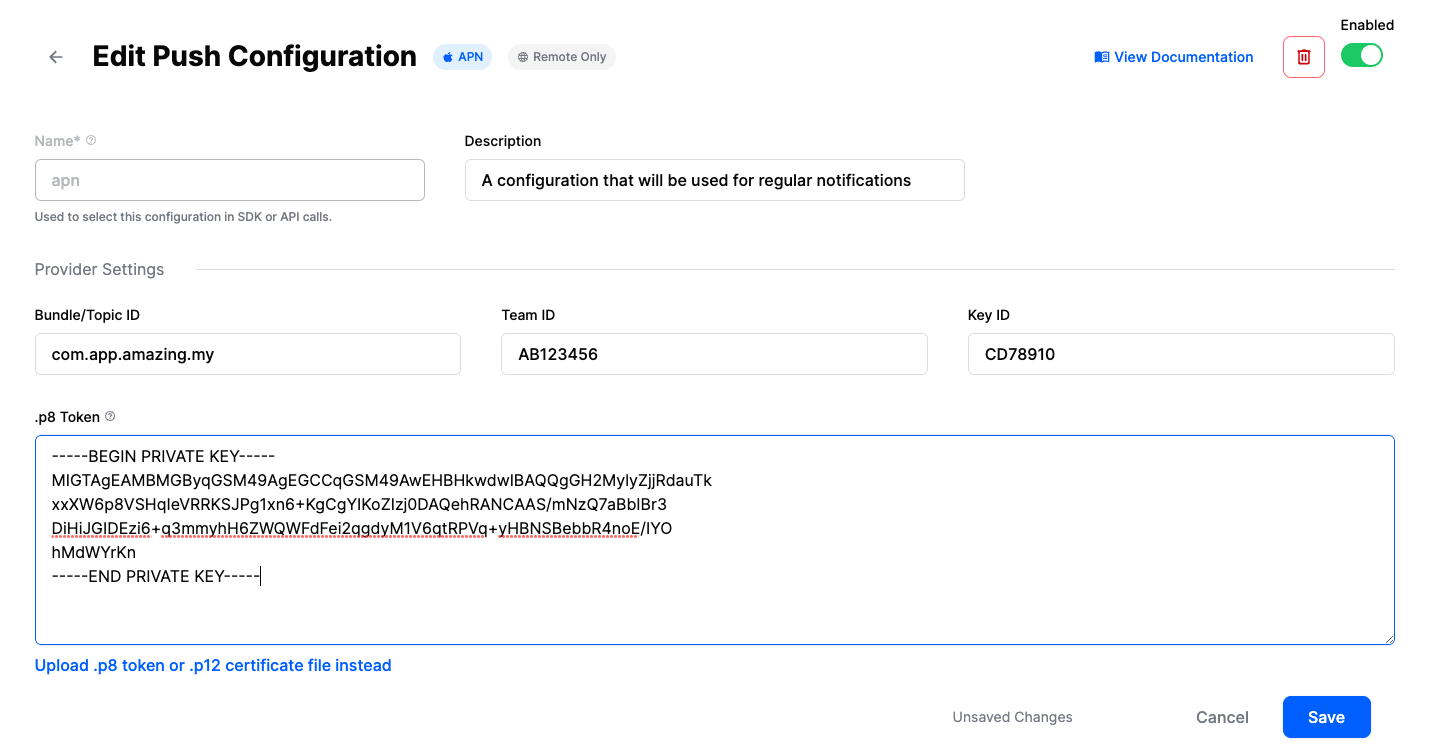 Enabled
Edit Push Configuration APN Remote Only View Documentation
Name* Description
apn A configuration that will be used for regular notifications
Used to select this configuration in SDK or API calls.
Provider Settings
Bundle/Topic ID Team ID Key ID
com.app.amazing.my AB123456 CD78910
.p8 Token
-----BEGIN PRIVATE KEY-----
MIGTAgEAMBMGByqGSM49AgEGCCqGSM49AwEHBHkwdwIBAQQgGH2MylyZjjRdauTk
xxXW6p8VSHqIeVRRKSJPg1xn6+KgCgYIKoZIzj0DAQehRANCAAS/mNzQ7aBbIBr3
DiHiJGIDEzi6+q3mmyhH6ZWQWFdFei2qgdyM1V6qtRPVq+yHBNSBebbR4noE/IYO
hMdWYrKn
-----END PRIVATE KEY-----
Upload .p8 token or .p12 certificate file instead
Unsaved Changes Cancel Save